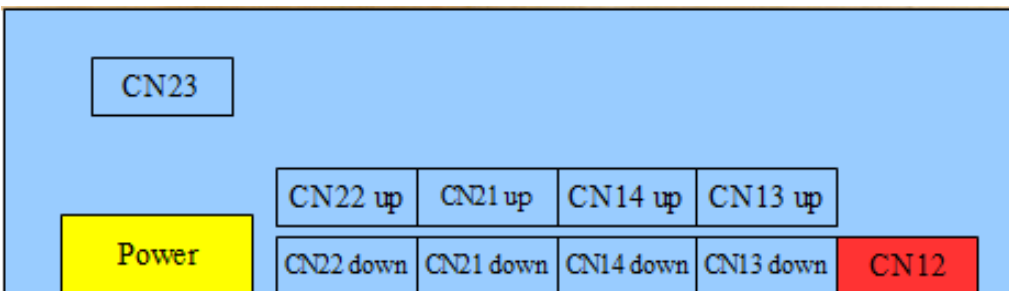 CN23
CN22 up CN21 up CN14 up CN13 up
Power CN22 down CN21 down CN14 down CN13 down CN12